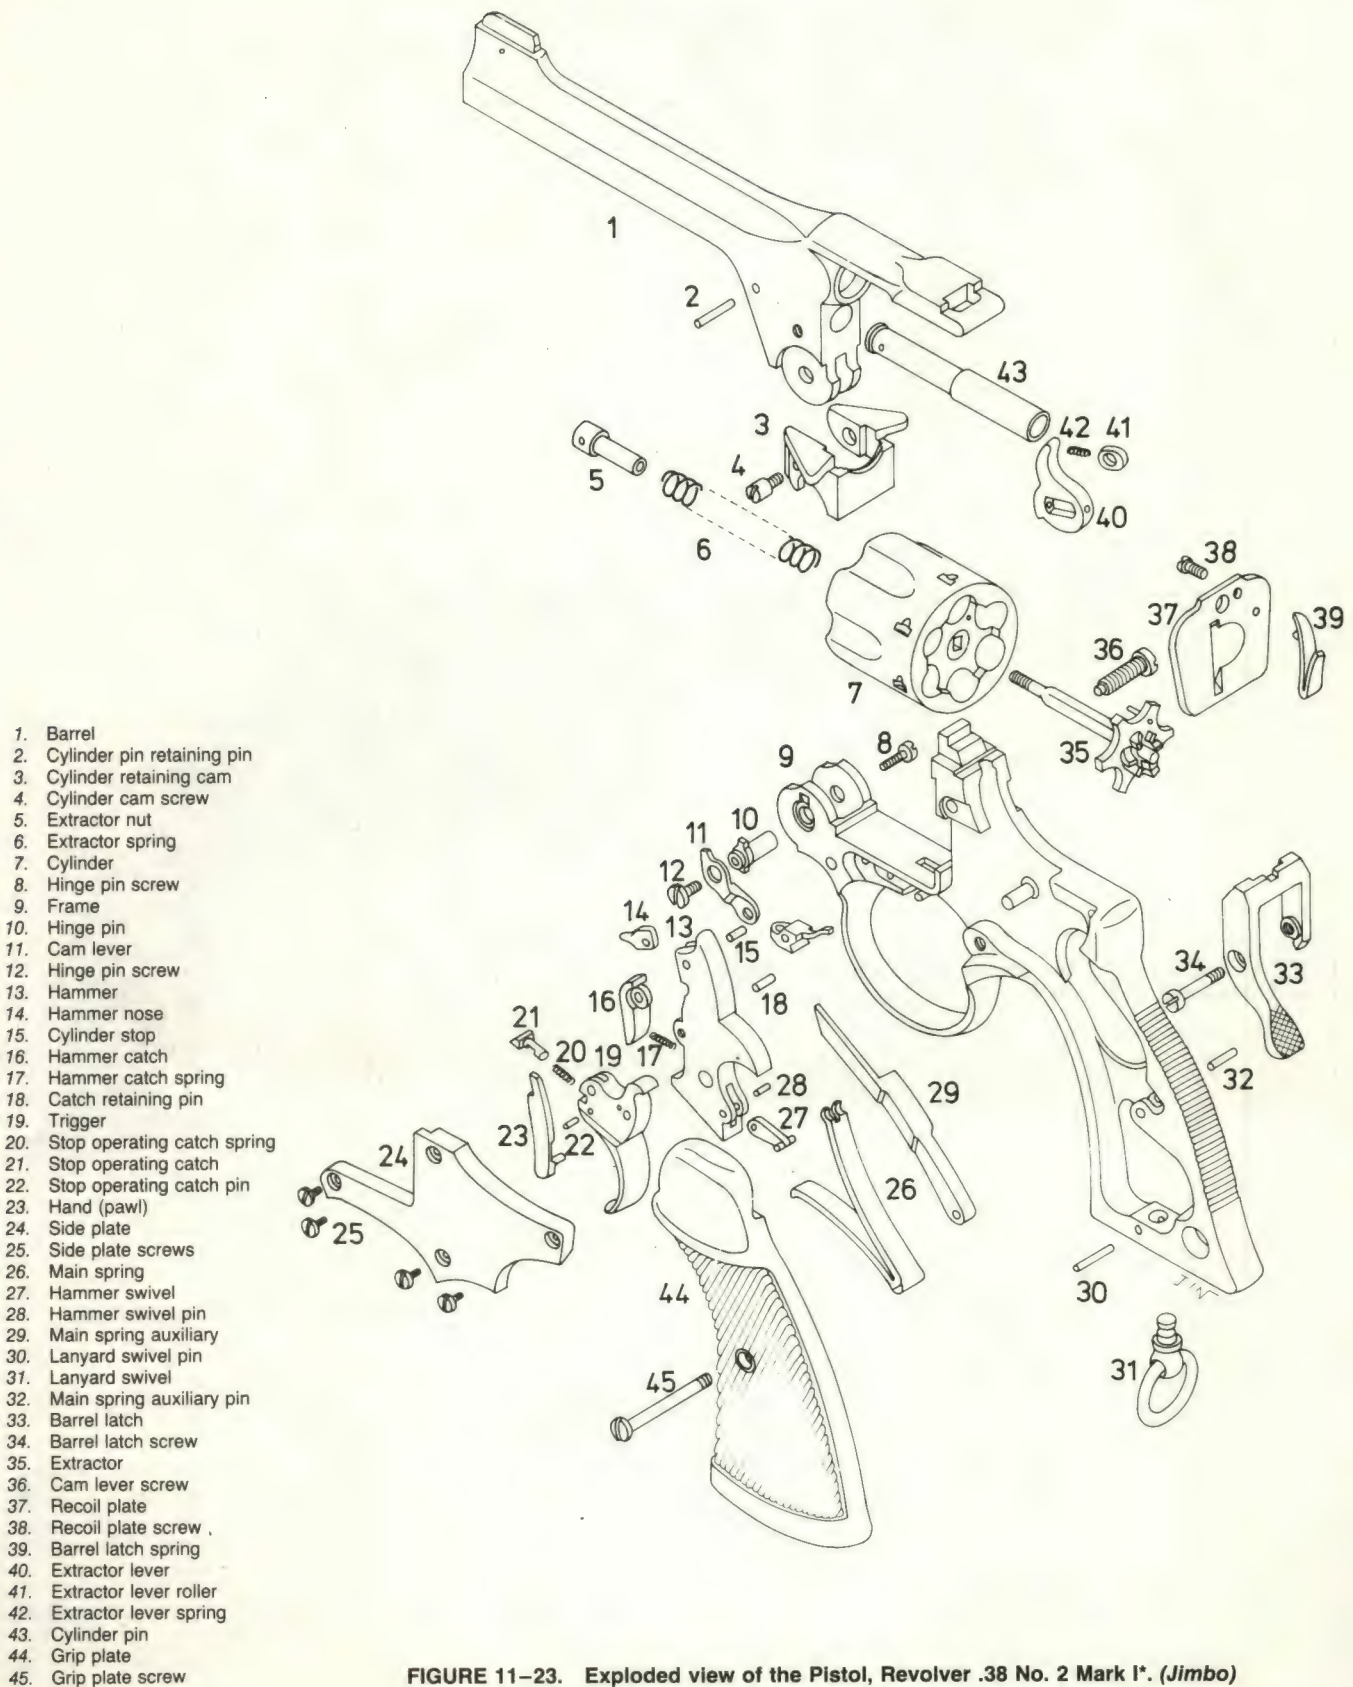 1
2
43
3
42
41
4
5
40
6
38
37
39
36
7
35
8
9
10
11
12
14
13
15
16
18
34
33
21
20
19
17
32
28
29
27
23
22
24
26
25
30
44
31
45
JIN
1. Barrel
2. Cylinder pin retaining pin
3. Cylinder retaining cam
4. Cylinder cam screw
5. Extractor nut
6. Extractor spring
7. Cylinder
8. Hinge pin screw
9. Frame
10. Hinge pin
11. Cam lever
12. Hinge pin screw
13. Hammer
14. Hammer nose
15. Cylinder stop
16. Hammer catch
17. Hammer catch spring
18. Catch retaining pin
19. Trigger
20. Stop operating catch spring
21. Stop operating catch
22. Stop operating catch pin
23. Hand (pawl)
24. Side plate
25. Side plate screws
26. Main spring
27. Hammer swivel
28. Hammer swivel pin
29. Main spring auxiliary
30. Lanyard swivel pin
31. Lanyard swivel
32. Main spring auxiliary pin
33. Barrel latch
34. Barrel latch screw
35. Extractor
36. Cam lever screw
37. Recoil plate
38. Recoil plate screw
39. Barrel latch spring
40. Extractor lever
41. Extractor lever roller
42. Extractor lever spring
43. Cylinder pin
44. Grip plate
45. Grip plate screw
FIGURE 11–23. Exploded view of the Pistol, Revolver .38 No. 2 Mark I*. (Jimbo)